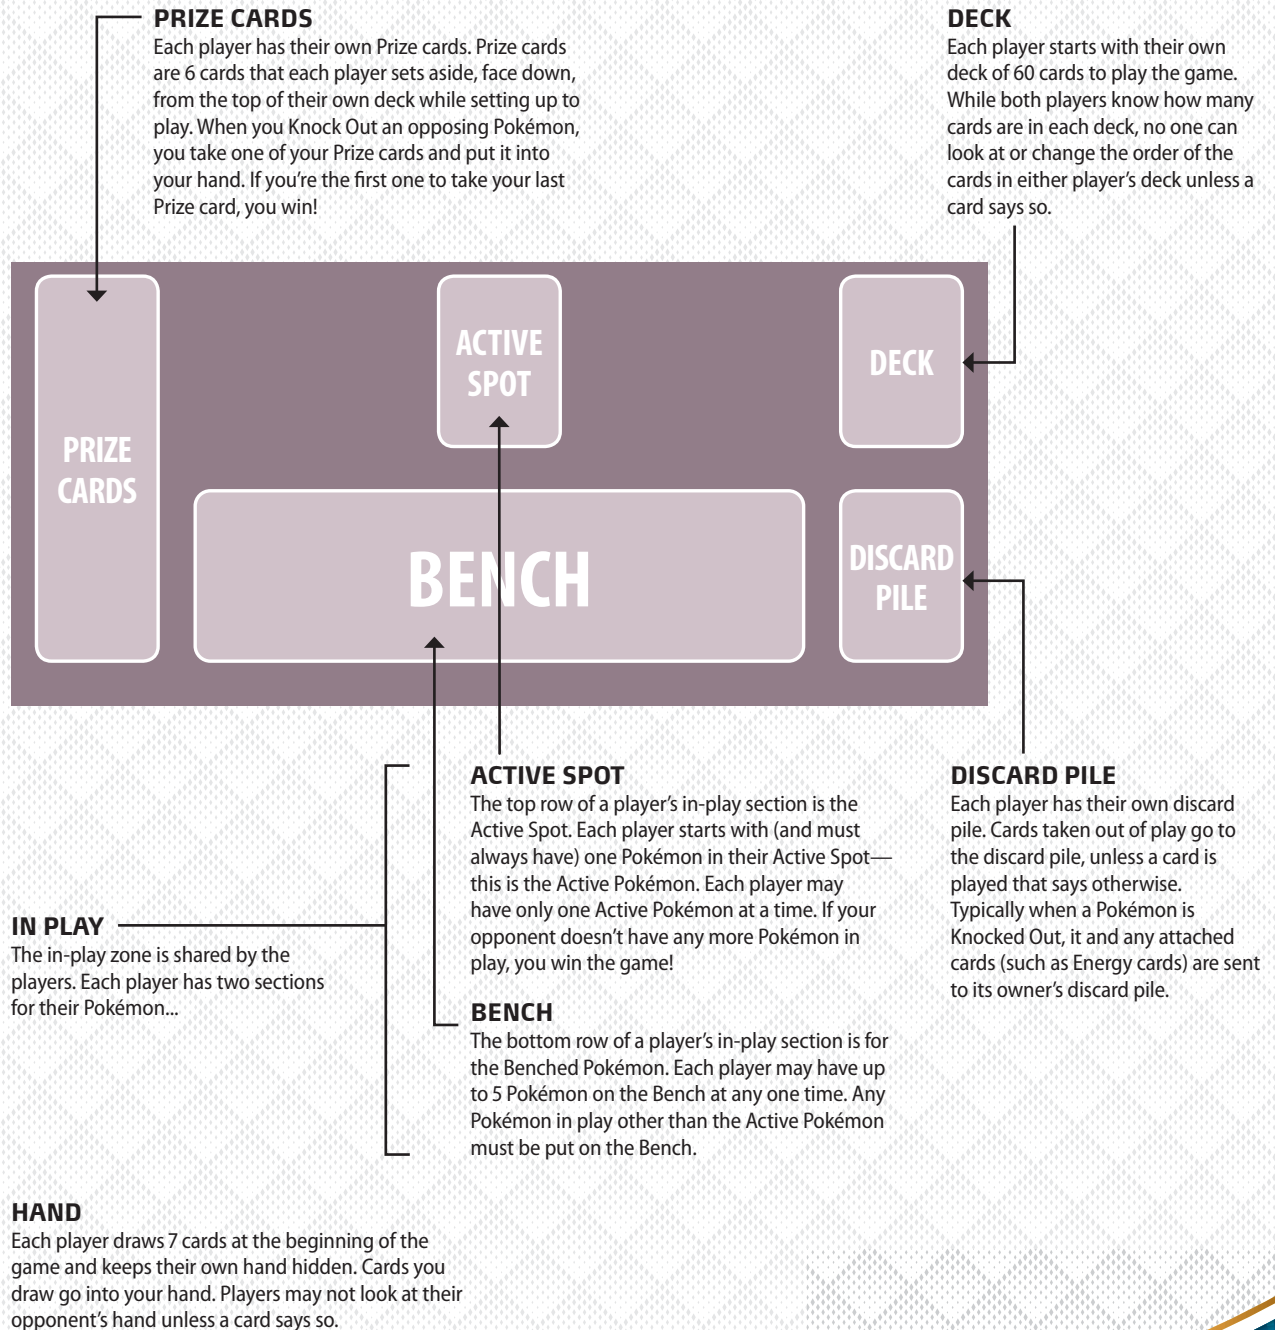 PRIZE CARDS
Each player has their own Prize cards. Prize cards
are 6 cards that each player sets aside, face down,
from the top of their own deck while setting up to
play. When you Knock Out an opposing Pokémon,
you take one of your Prize cards and put it into
your hand. If you’re the first one to take your last
Prize card, you win!
DECK
Each player starts with their own
deck of 60 cards to play the game.
While both players know how many
cards are in each deck, no one can
look at or change the order of the
cards in either player’s deck unless a
card says so.
PRIZE
CARDS
ACTIVE
SPOT
DECK
BENCH
DISCARD
PILE
IN PLAY
The in-play zone is shared by the
players. Each player has two sections
for their Pokémon...
ACTIVE SPOT
The top row of a player’s in-play section is the
Active Spot. Each player starts with (and must
always have) one Pokémon in their Active Spot—
this is the Active Pokémon. Each player may
have only one Active Pokémon at a time. If your
opponent doesn’t have any more Pokémon in
play, you win the game!
BENCH
The bottom row of a player’s in-play section is for
the Benched Pokémon. Each player may have up
to 5 Pokémon on the Bench at any one time. Any
Pokémon in play other than the Active Pokémon
must be put on the Bench.
DISCARD PILE
Each player has their own discard
pile. Cards taken out of play go to
the discard pile, unless a card is
played that says otherwise.
Typically when a Pokémon is
Knocked Out, it and any attached
cards (such as Energy cards) are sent
to its owner’s discard pile.
HAND
Each player draws 7 cards at the beginning of the
game and keeps their own hand hidden. Cards you
draw go into your hand. Players may not look at their
opponent’s hand unless a card says so.